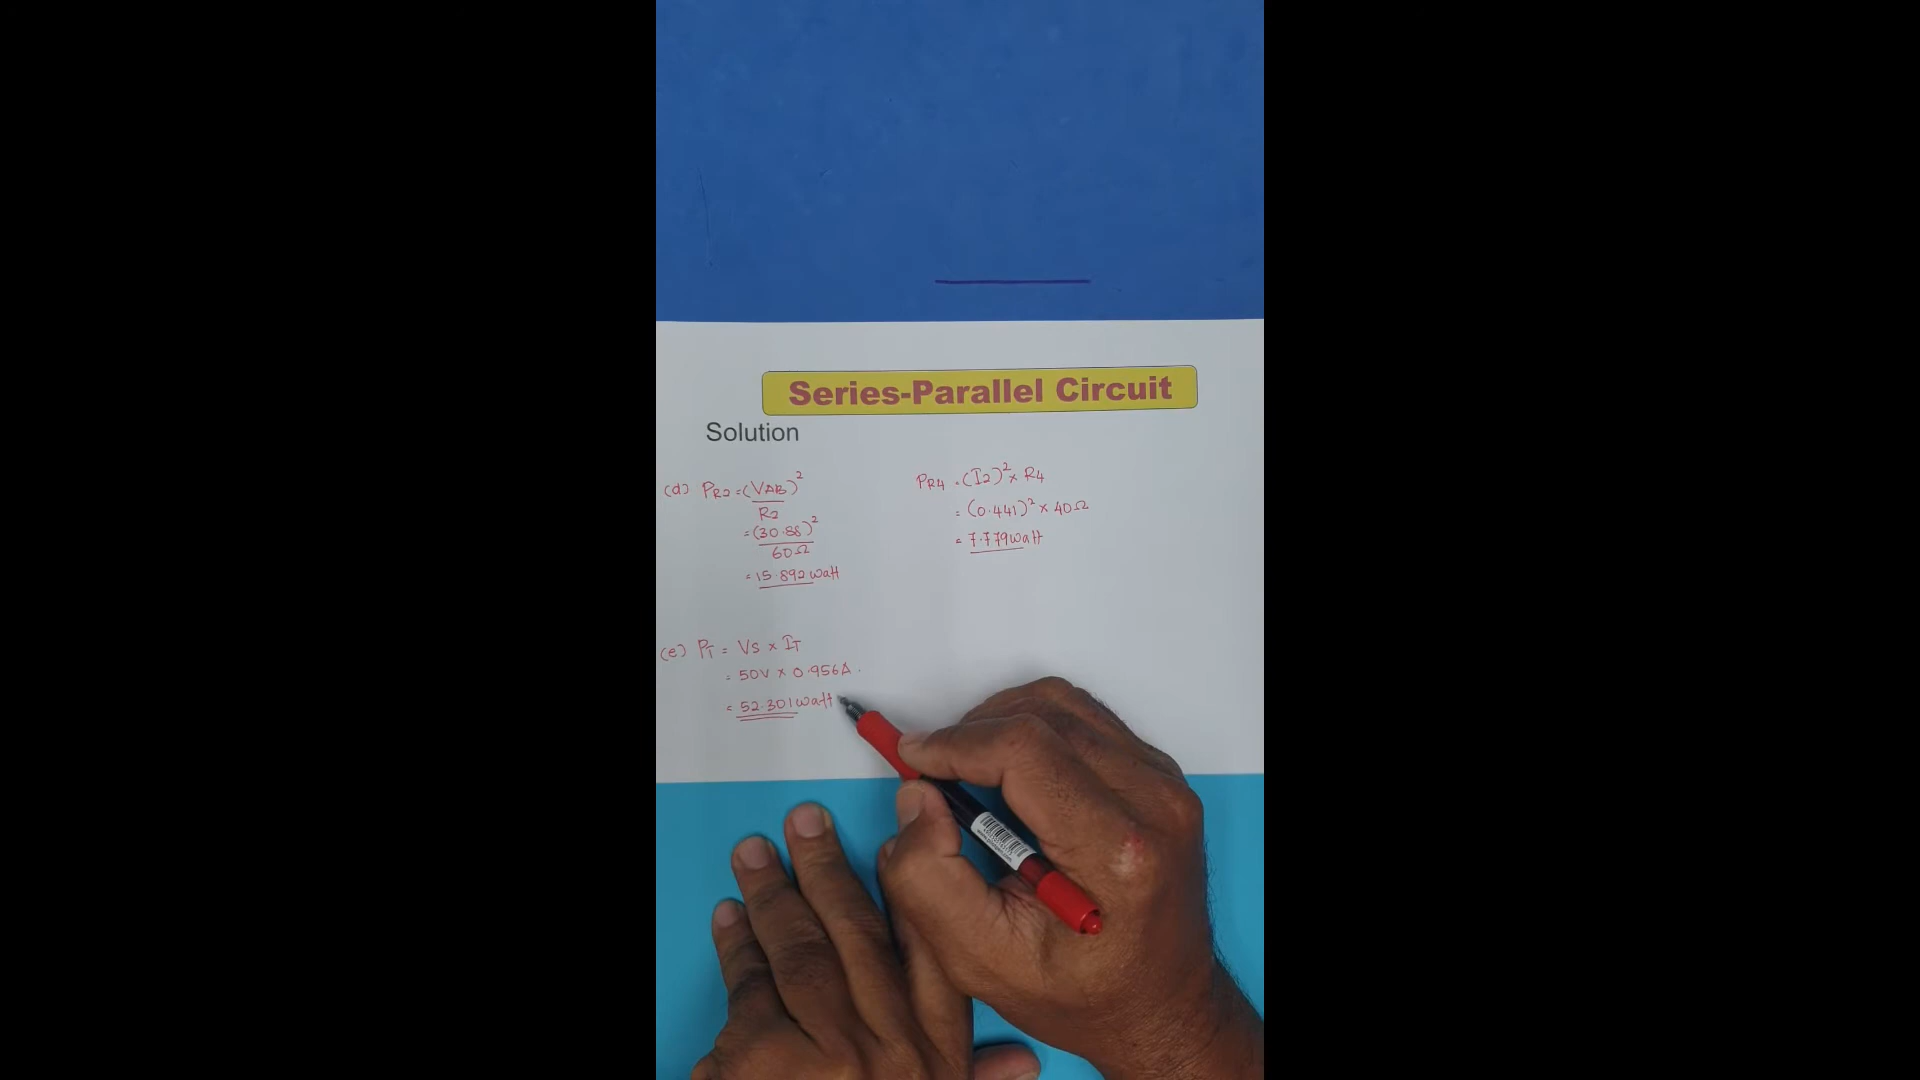 Series-Parallel Circuit
Solution
(d) PR2 = (VAB)²
R2
= (30.88)²
60Ω
= 15.892 watt
PR4 = (I2)² × R4
= (0.441)² × 40Ω
= 7.779 watt
(e) PT = VS × IT
= 50V × 0.956A
= 52.301 watt